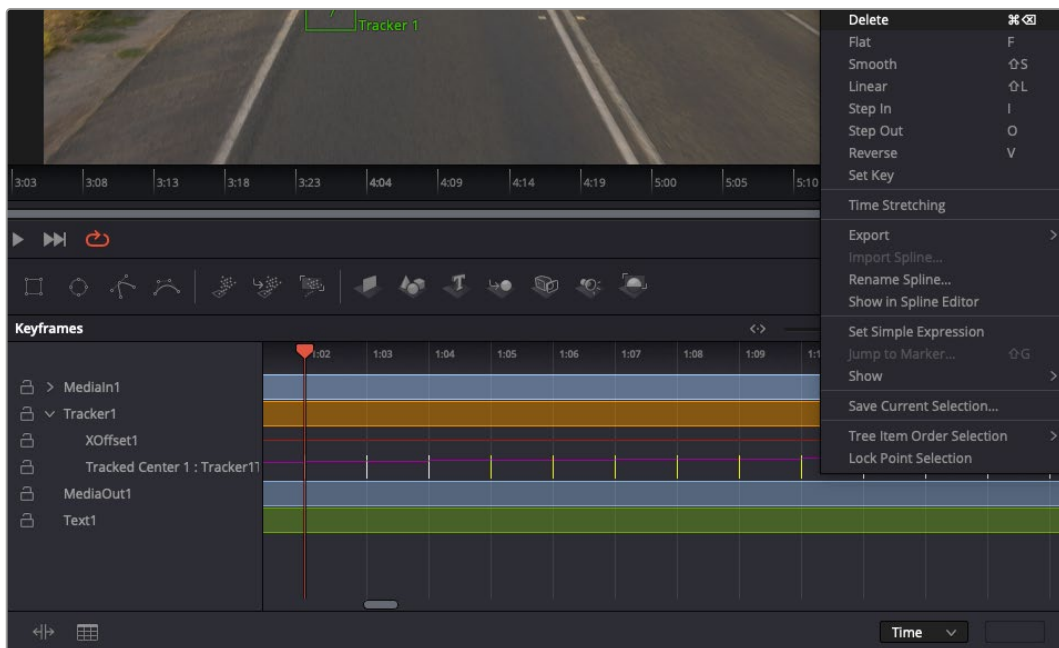 Tracker 1
Delete ⌘⌫
Flat F
Smooth ⇧S
Linear ⇧L
Step In I
Step Out O
Reverse V
Set Key
Time Stretching
Export
Import Spline...
Rename Spline...
Show in Spline Editor
Set Simple Expression
Jump to Marker... ⇧G
Show
Save Current Selection...
Tree Item Order Selection
Lock Point Selection
3:03 3:08 3:13 3:18 3:23 4:04 4:09 4:14 4:19 5:00 5:05 5:10
Keyframes
1:02 1:03 1:04 1:05 1:06 1:07 1:08 1:09
MediaIn1
Tracker1
XOffset1
Tracked Center 1 : Tracker1
MediaOut1
Text1
Time